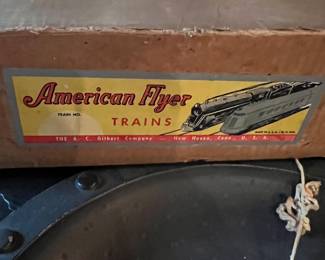 American Flyer
TRAIN NO.
TRAINS
THE A. C. Gilbert Company — New Haven, Conn., U. S. A.